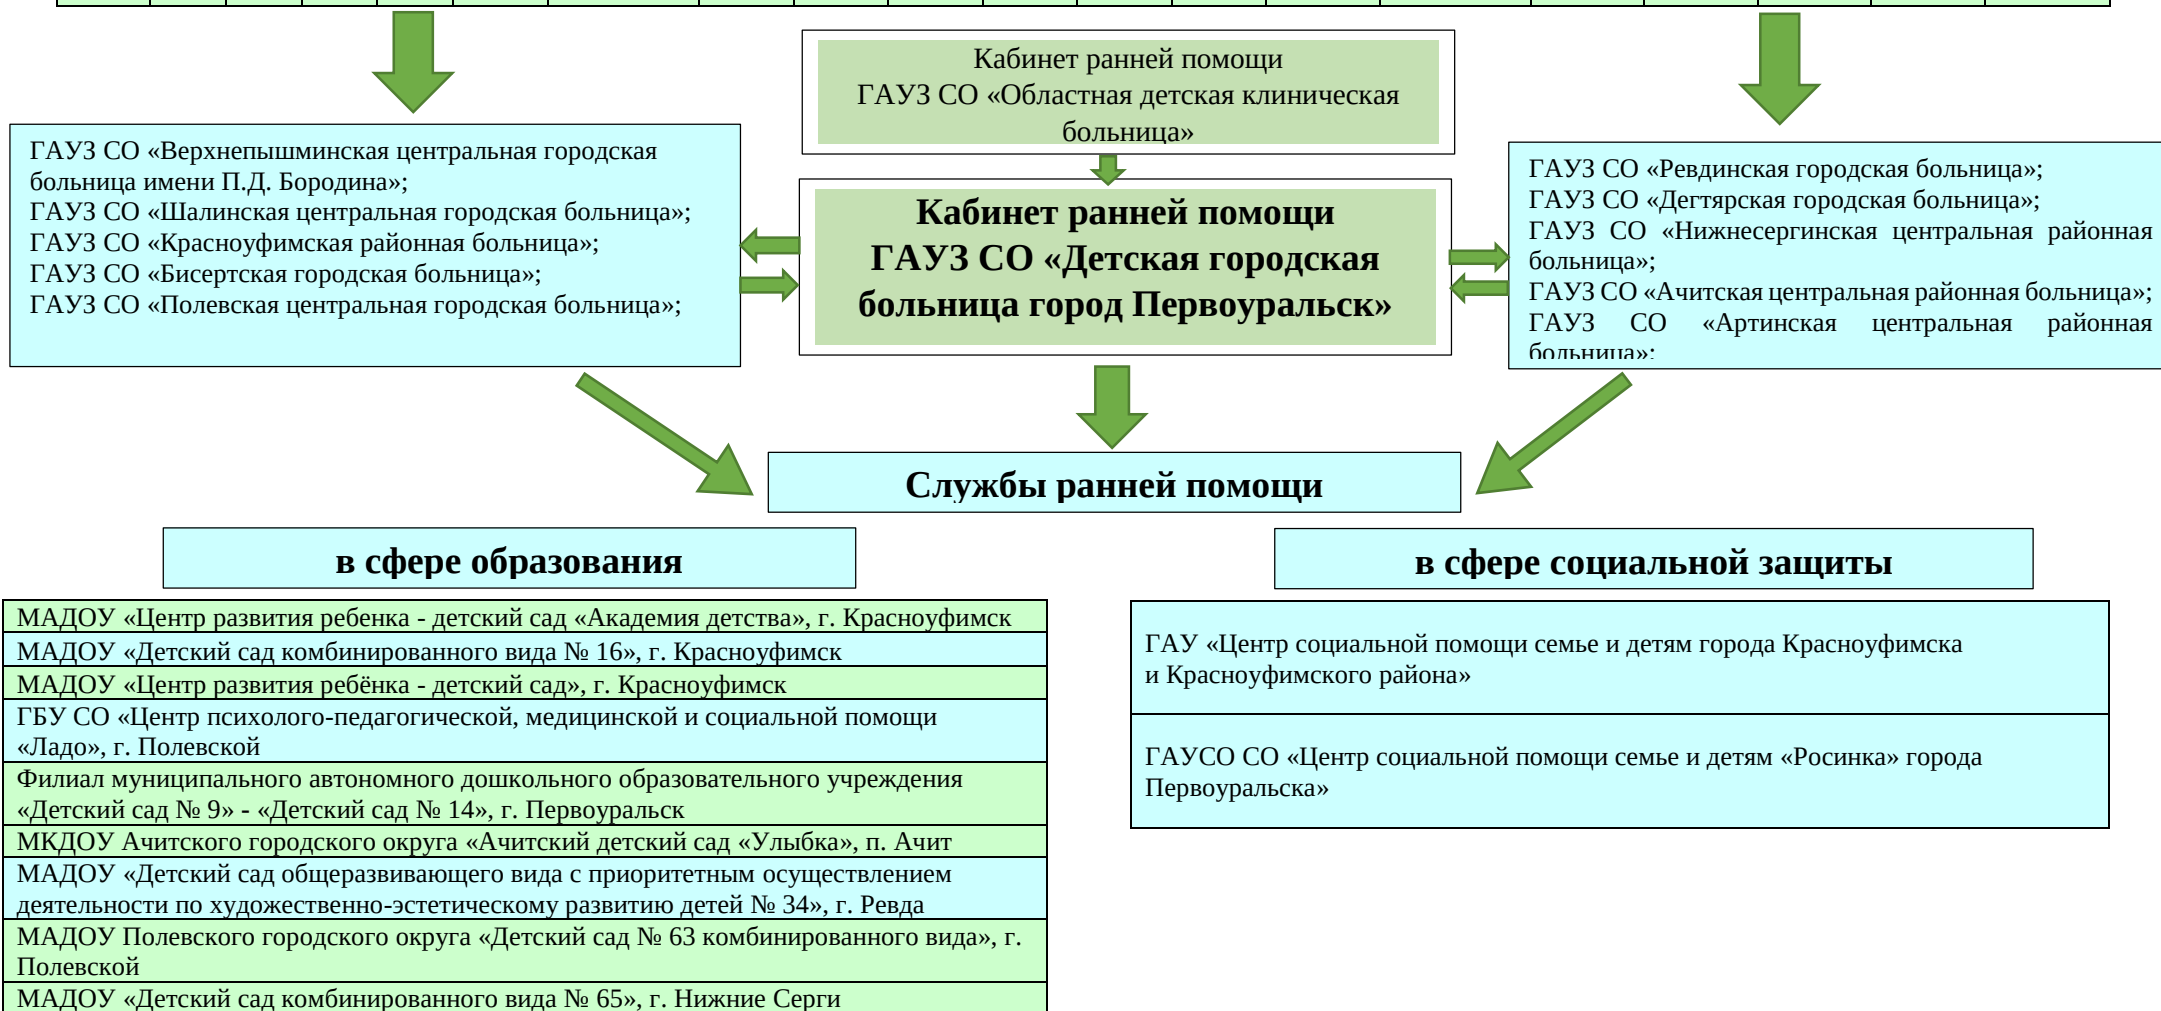 Кабинет ранней помощи
ГАУЗ СО «Областная детская клиническая
больница»
ГАУЗ СО «Верхнепышминская центральная городская
больница имени П.Д. Бородина»;
ГАУЗ СО «Шалинская центральная городская больница»;
ГАУЗ СО «Красноуфимская районная больница»;
ГАУЗ СО «Бисертская городская больница»;
ГАУЗ СО «Полевская центральная городская больница»;
Кабинет ранней помощи
ГАУЗ СО «Детская городская
больница город Первоуральск»
ГАУЗ СО «Ревдинская городская больница»;
ГАУЗ СО «Дегтярская городская больница»;
ГАУЗ СО «Нижнесергинская центральная районная
больница»;
ГАУЗ СО «Ачитская центральная районная больница»;
ГАУЗ СО «Артинская центральная районная
больница»;
Службы ранней помощи
в сфере образования
МАДОУ «Центр развития ребенка - детский сад «Академия детства», г. Красноуфимск
МАДОУ «Детский сад комбинированного вида № 16», г. Красноуфимск
МАДОУ «Центр развития ребёнка - детский сад», г. Красноуфимск
ГБУ СО «Центр психолого-педагогической, медицинской и социальной помощи
«Ладо», г. Полевской
Филиал муниципального автономного дошкольного образовательного учреждения
«Детский сад № 9» - «Детский сад № 14», г. Первоуральск
МКДОУ Ачитского городского округа «Ачитский детский сад «Улыбка», п. Ачит
МАДОУ «Детский сад общеразвивающего вида с приоритетным осуществлением
деятельности по художественно-эстетическому развитию детей № 34», г. Ревда
МАДОУ Полевского городского округа «Детский сад № 63 комбинированного вида», г.
Полевской
МАДОУ «Детский сад комбинированного вида № 65», г. Нижние Серги
в сфере социальной защиты
ГАУ «Центр социальной помощи семье и детям города Красноуфимска
и Красноуфимского района»
ГАУСО СО «Центр социальной помощи семье и детям «Росинка» города
Первоуральска»